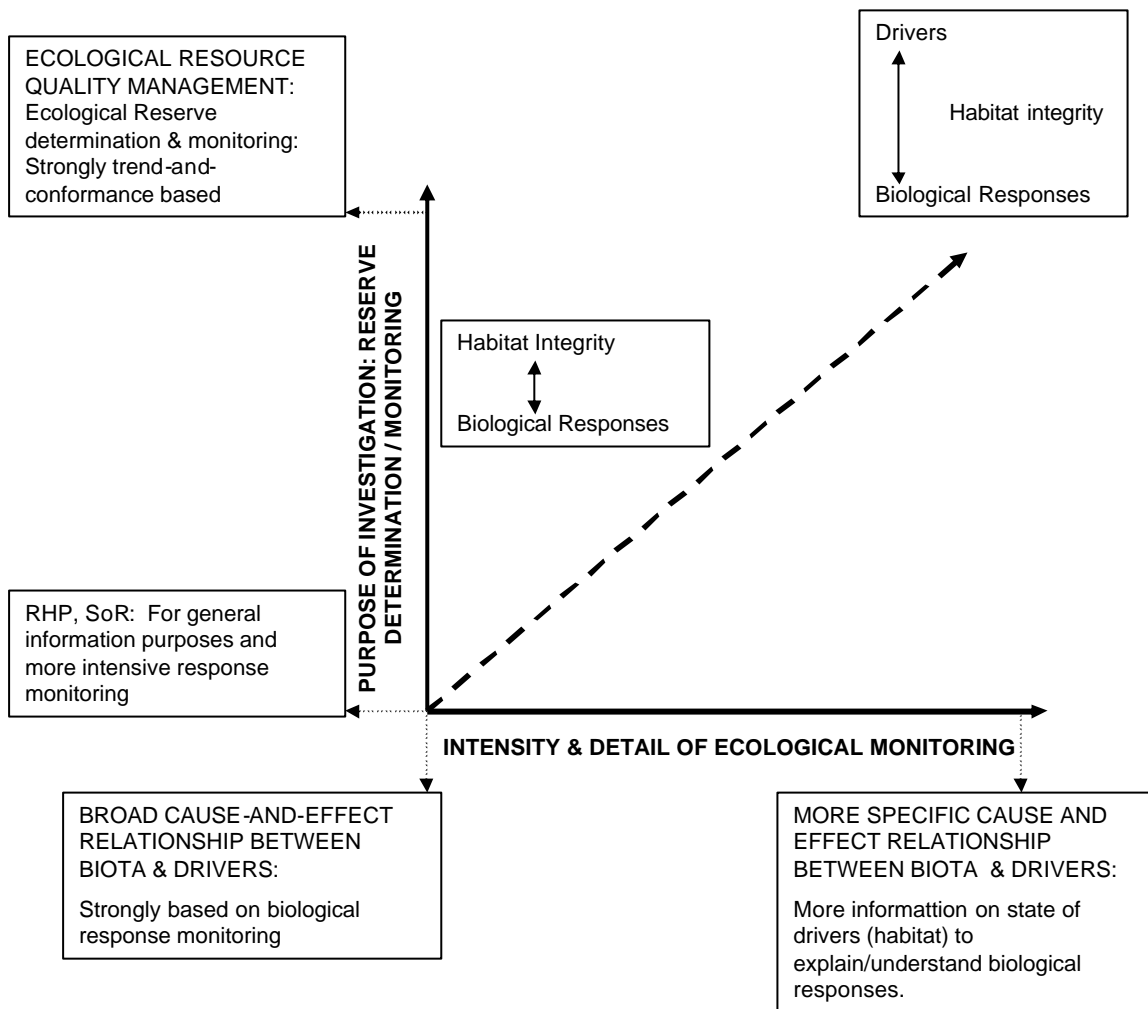 ECOLOGICAL RESOURCE
QUALITY MANAGEMENT:
Ecological Reserve
determination & monitoring:
Strongly trend-and-
conformance based
Drivers
Habitat integrity
Biological Responses
PURPOSE OF INVESTIGATION: RESERVE
DETERMINATION / MONITORING
Habitat Integrity
Biological Responses
RHP, SoR: For general
information purposes and
more intensive response
monitoring
INTENSITY & DETAIL OF ECOLOGICAL MONITORING
BROAD CAUSE-AND-EFFECT
RELATIONSHIP BETWEEN
BIOTA & DRIVERS:
Strongly based on biological
response monitoring
MORE SPECIFIC CAUSE AND
EFFECT RELATIONSHIP
BETWEEN BIOTA & DRIVERS:
More informattion on state of
drivers (habitat) to
explain/understand biological
responses.